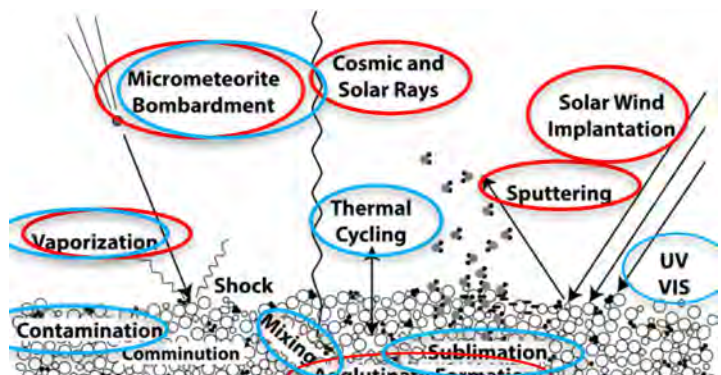 Micrometeorite
Bombardment
Cosmic and
Solar Rays
Solar Wind
Implantation
Sputtering
Thermal
Cycling
Vaporization
UV
VIS
Shock
Contamination
Mixing
Comminution
Sublimation